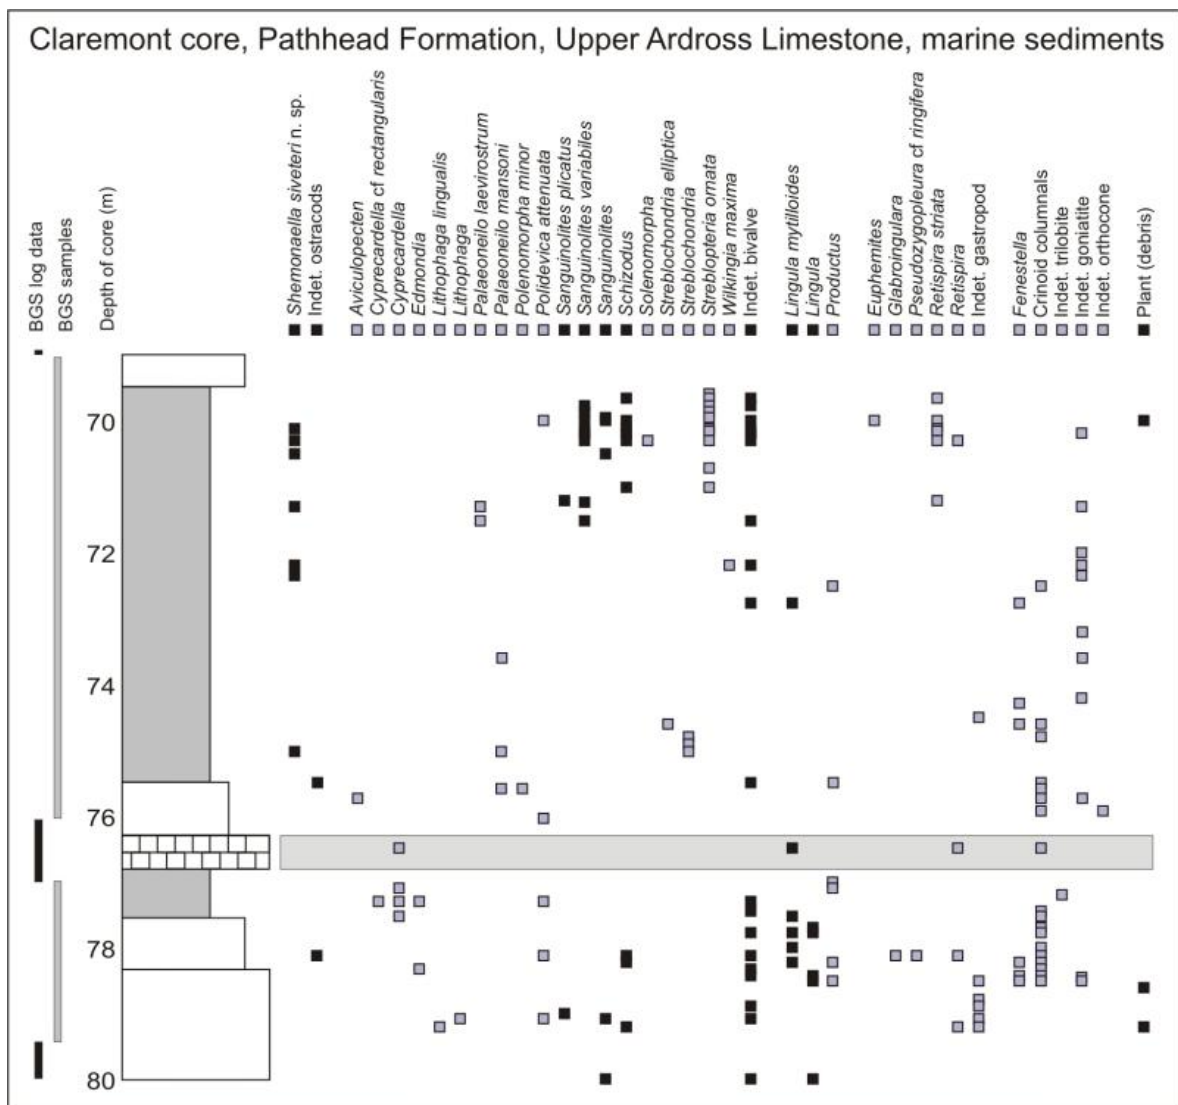 Claremont core, Pathhead Formation, Upper Ardross Limestone, marine sediments
BGS log data
BGS samples
Depth of core (m)
Shemonaella siveteri n. sp.
Indet. ostracods
Aviculopecten
Cyprecardella cf rectangularis
Cyprecardella
Edmondia
Lithophaga lingualis
Lithophaga
Palaeoneilo laevirostrum
Palaeoneilo mansoni
Polenomorpha minor
Polidevica attenuata
Sanguinolites plicatus
Sanguinolites variabiles
Sanguinolites
Schizodus
Solenomorpha
Streblochondria elliptica
Streblochondria
Streblopteria ornata
Wilkingia maxima
Indet. bivalve
Lingula mytilloides
Lingula
Productus
Euphemites
Glabroingulara
Pseudozygopleura cf ringifera
Retispira striata
Retispira
Indet. gastropod
Fenestella
Crinoid columnals
Indet. trilobite
Indet. goniatite
Indet. orthocone
Plant (debris)
70
72
74
76
78
80